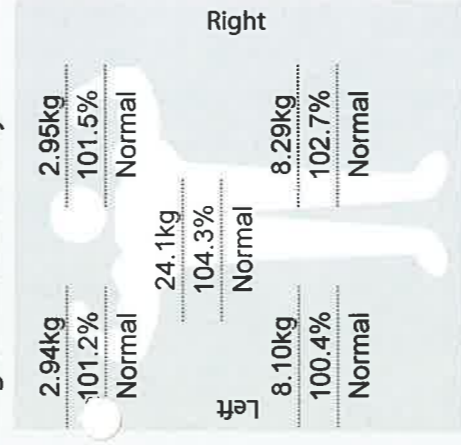 Right
2.94kg
101.2%
Normal
2.95kg
101.5%
Normal
24.1kg
104.3%
Normal
8.10kg
100.4%
Normal
8.29kg
102.7%
Normal
Left